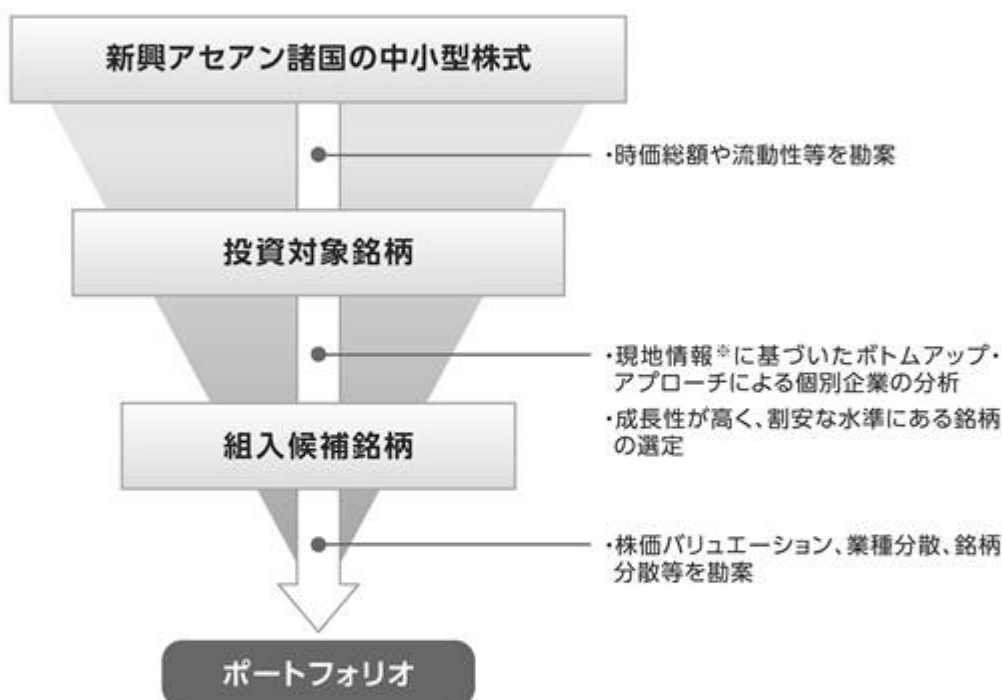 新興アセアン諸国の中小型株式
・時価総額や流動性等を勘案
投資対象銘柄
・現地情報※に基づいたボトムアップ・
アプローチによる個別企業の分析
・成長性が高く、割安な水準にある銘柄
の選定
組入候補銘柄
・株価バリュエーション、業種分散、銘柄
分散等を勘案
ポートフォリオ